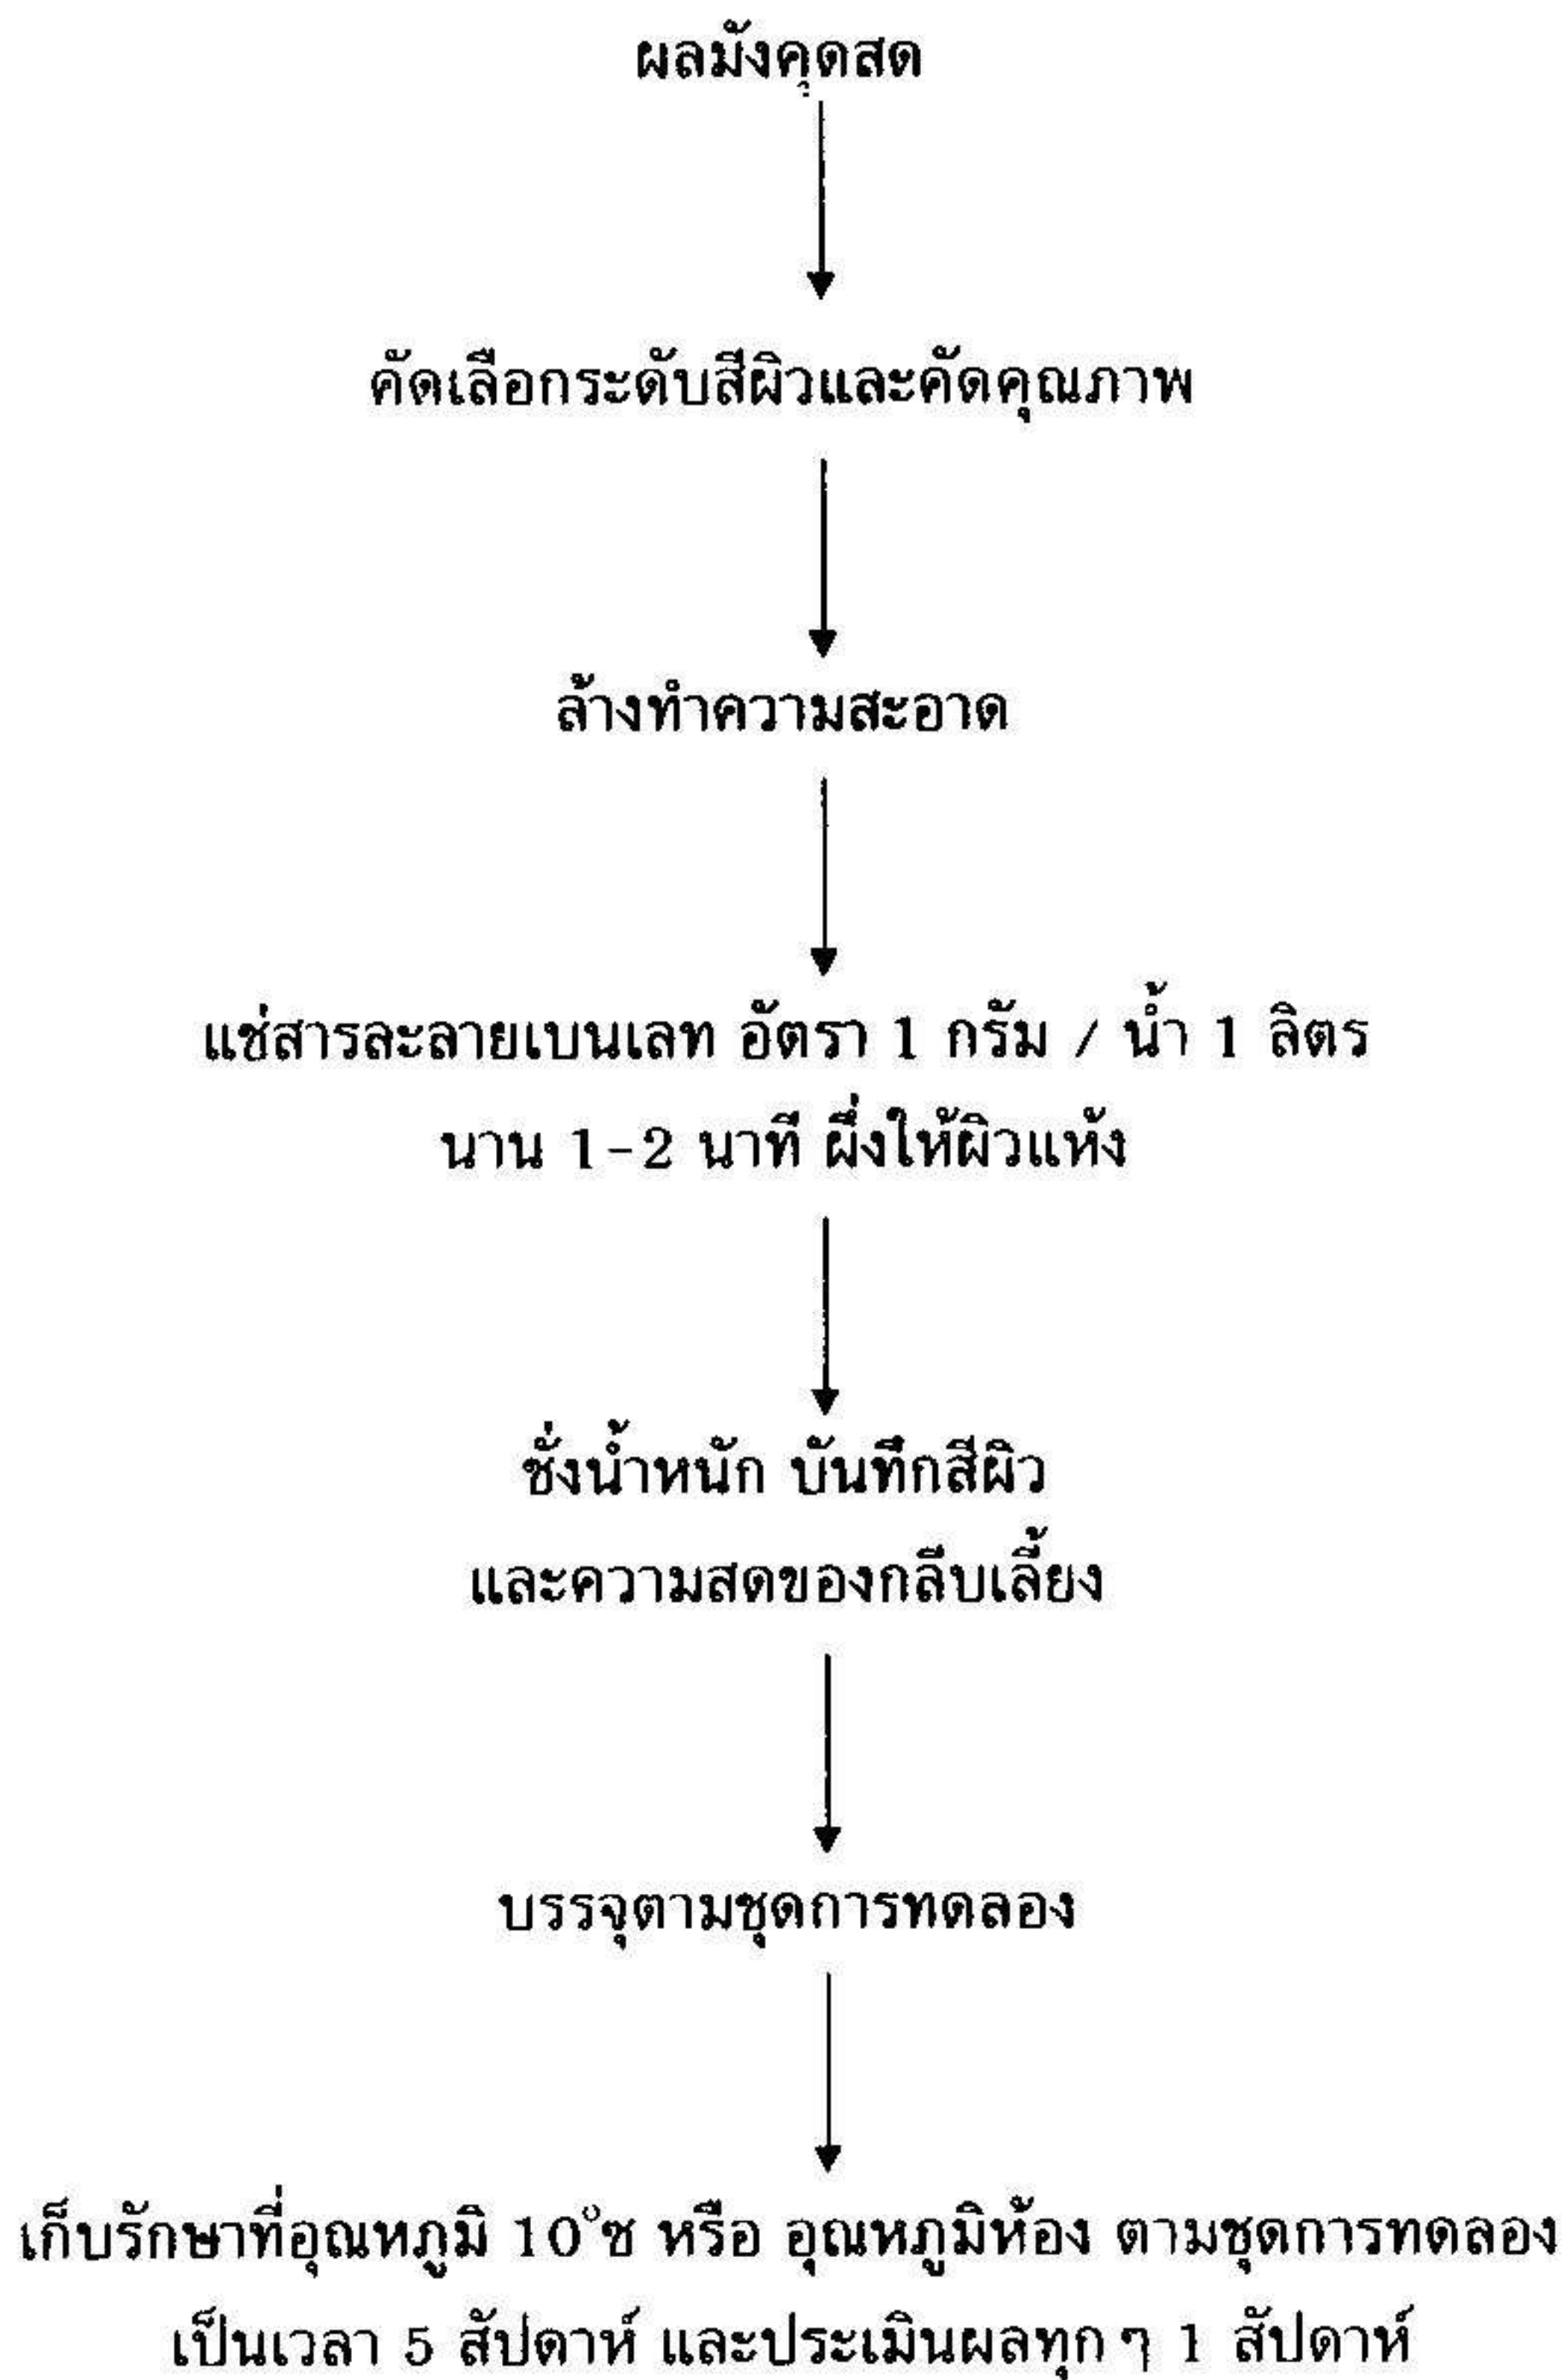 ผลมังคุดสด
คัดเลือกระดับสีผิวและคัดคุณภาพ
ล้างทำความสะอาด
แช่สารละลายเบนเลท อัตรา 1 กรัม / น้ำ 1 ลิตร
นาน 1-2 นาที ผึ่งให้ผิวแห้ง
ชั่งน้ำหนัก บันทึกสีผิว
และความสดของกลีบเลี้ยง
บรรจุตามชุดการทดลอง
เก็บรักษาที่อุณหภูมิ 10°ซ หรือ อุณหภูมิห้อง ตามชุดการทดลอง
เป็นเวลา 5 สัปดาห์ และประเมินผลทุก ๆ 1 สัปดาห์